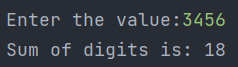 Enter the value:3456
Sum of digits is: 18